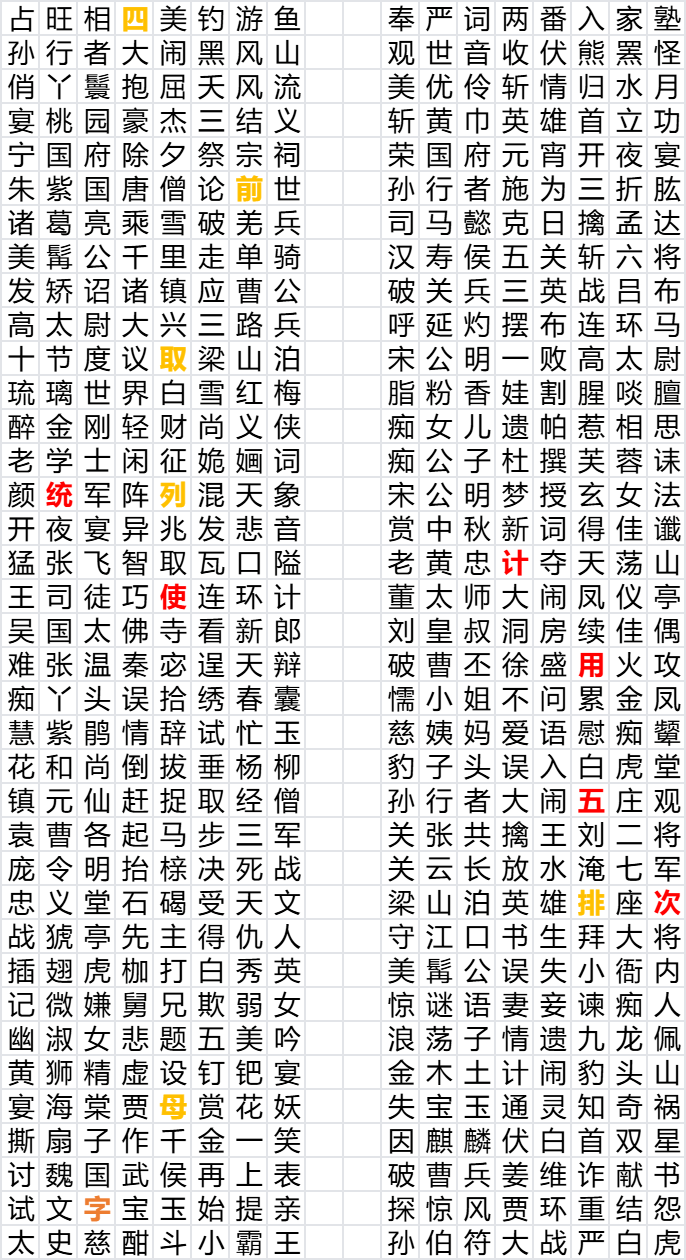 占旺相四美钓游鱼 奉严词两番入家塾
孙行者大闹黑风山 观世音收伏熊罴怪
俏丫鬟抱屈夭风流 美优伶斩情归水月
宴桃园豪杰三结义 斩黄巾英雄首立功
宁国府除夕祭宗祠 荣国府元宵开夜宴
朱紫国唐僧论前世 孙行者施为三折肱
诸葛亮乘雪破羌兵 司马懿克日擒孟达
美髯公千里走单骑 汉寿侯五关斩六将
发矫诏诸镇应曹公 破关兵三英战吕布
高太尉大兴三路兵 呼延灼摆布连环马
十节度议取梁山泊 宋公明一败高太尉
琉璃世界白雪红梅 脂粉香娃割腥啖膻
醉金刚轻财尚义侠 痴女儿遗帕惹相思
老学士闲征姽婳词 痴公子杜撰芙蓉诔
颜统军阵列混天象 宋公明梦授玄女法
开夜宴异兆发悲音 赏中秋新词得佳谶
猛张飞智取瓦口隘 老黄忠计夺天荡山
王司徒巧使连环计 董太师大闹凤仪亭
吴国太佛寺看新郎 刘皇叔洞房续佳偶
难张温秦宓逞天辩 破曹丕徐盛用火攻
痴丫头误拾绣春囊 懦小姐不问累金凤
慧紫鹃情辞试忙玉 慈姨妈爱语慰痴颦
花和尚倒拔垂杨柳 豹子头误入白虎堂
镇元仙赶捉取经僧 孙行者大闹五庄观
袁曹各起马步三军 关张共擒王刘二将
庞令明抬榇决死战 关云长放水淹七军
忠义堂石碣受天文 梁山泊英雄排座次
战猇亭先主得仇人 守江口书生拜大将
插翅虎枷打白秀英 美髯公误失小衙内
记微嫌舅兄欺弱女 惊谜语妻妾谏痴人
幽淑女悲题五美吟 浪荡子情遗九龙佩
黄狮精虚设钉钯宴 金木土计闹豹头山
宴海棠贾母赏花妖 失宝玉通灵知奇祸
撕扇子作千金一笑 因麒麟伏白首双星
讨魏国武侯再上表 破曹兵姜维诈献书
试文字宝玉始提亲 探惊风贾环重结怨
太史慈酣斗小霸王 孙伯符大战严白虎